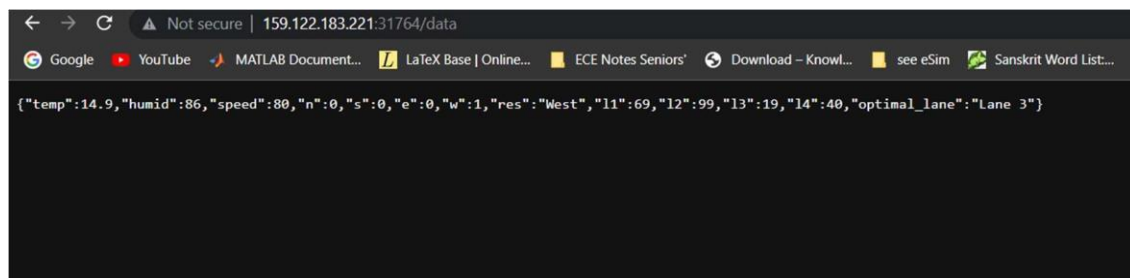 Not secure | 159.122.183.221:31764/data
Google YouTube MATLAB Document... LaTeX Base | Online... ECE Notes Seniors' Download – Knowl... see eSim Sanskrit Word List:...
{"temp":14.9,"humid":86,"speed":80,"n":0,"s":0,"e":0,"w":1,"res":"West","l1":69,"l2":99,"l3":19,"l4":40,"optimal_lane":"Lane 3"}